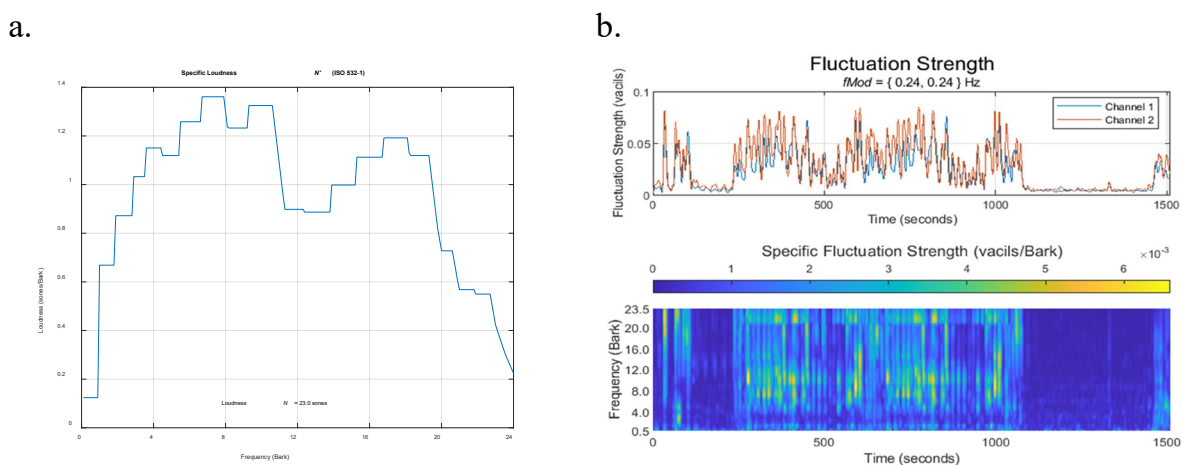 a.
Specific Loudness N' (ISO 532-1)
1.4
1.2
1
0.8
0.6
0.4
0.2
0
Loudness (sones/Bark)
0 4 8 12 16 20 24
Loudness N = 23.0 sones
Frequency (Bark)
b.
Fluctuation Strength
fMod = { 0.24, 0.24 } Hz
Fluctuation Strength (vacils)
0.1
0.05
0
Channel 1
Channel 2
0 500 1000 1500
Time (seconds)
Specific Fluctuation Strength (vacils/Bark)
×10⁻³
0 1 2 3 4 5 6
Frequency (Bark)
23.5
20.0
16.0
12.0
8.0
4.0
0.5
0 500 1000 1500
Time (seconds)